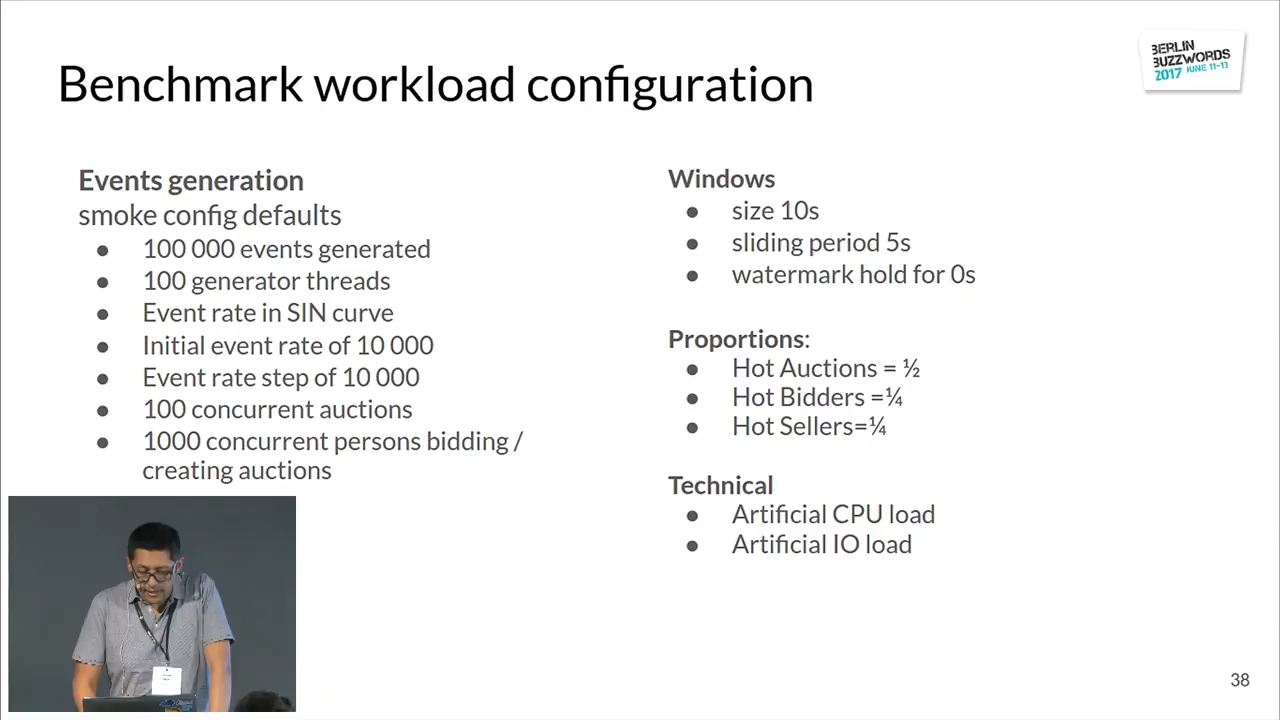 BERLIN
BUZZWORDS
2017 JUNE 11-13
Benchmark workload configuration
Events generation
smoke config defaults
● 100 000 events generated
● 100 generator threads
● Event rate in SIN curve
● Initial event rate of 10 000
● Event rate step of 10 000
● 100 concurrent auctions
● 1000 concurrent persons bidding /
creating auctions
Windows
● size 10s
● sliding period 5s
● watermark hold for 0s
Proportions:
● Hot Auctions = ½
● Hot Bidders =¼
● Hot Sellers=¼
Technical
● Artificial CPU load
● Artificial IO load
38